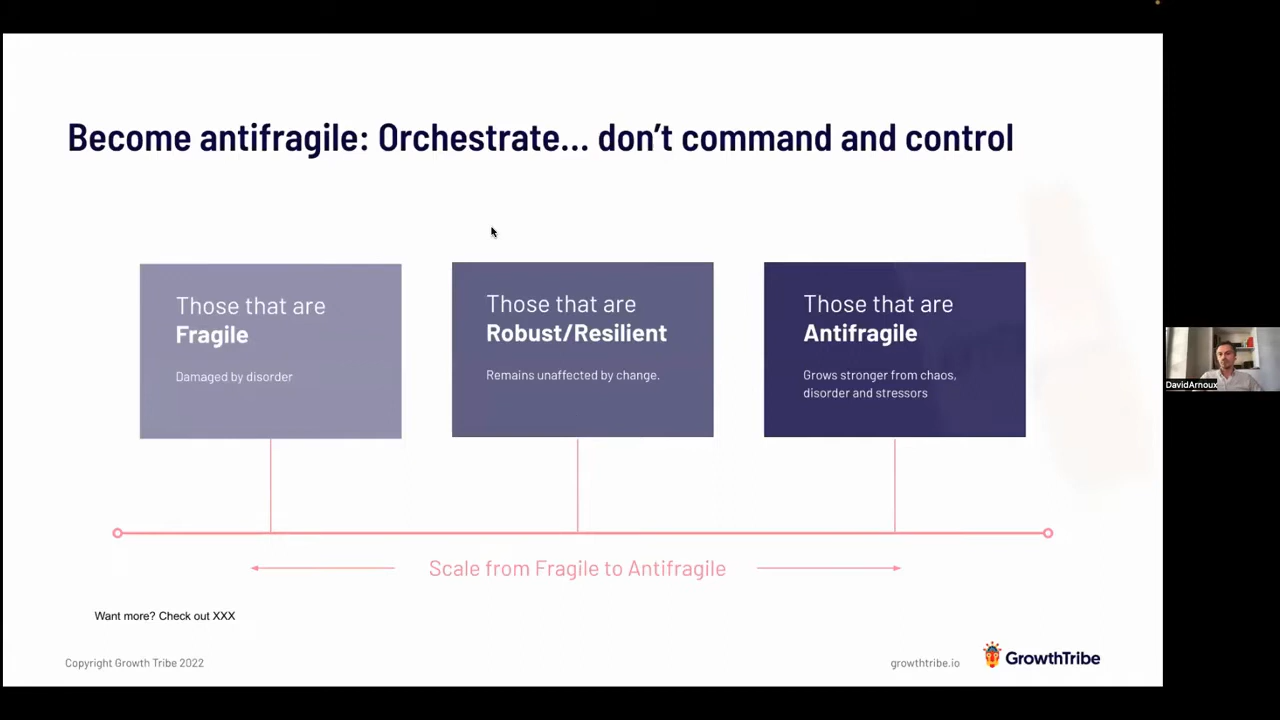 Become antifragile: Orchestrate... don't command and control
Those that are
Fragile
Damaged by disorder
Those that are
Robust/Resilient
Remains unaffected by change.
Those that are
Antifragile
Grows stronger from chaos,
disorder and stressors
Scale from Fragile to Antifragile
Want more? Check out XXX
Copyright Growth Tribe 2022
growthtribe.io
GrowthTribe
DavidArnoux